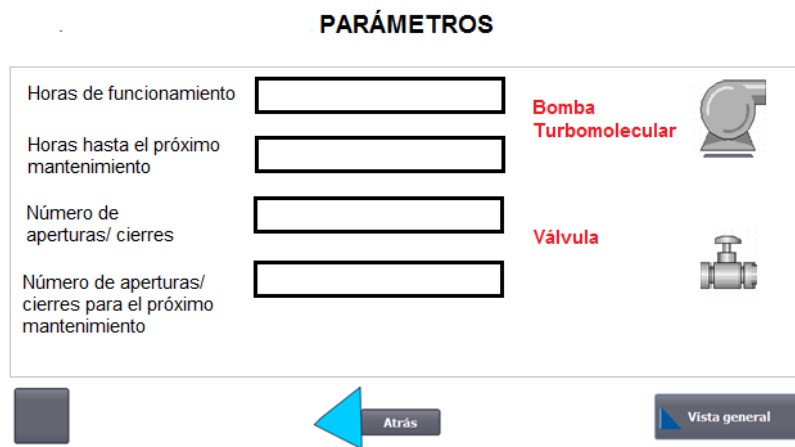 PARÁMETROS
Horas de funcionamiento
Bomba
Turbomolecular
Horas hasta el próximo
mantenimiento
Número de
aperturas/ cierres
Válvula
Número de aperturas/
cierres para el próximo
mantenimiento
Atrás
Vista general